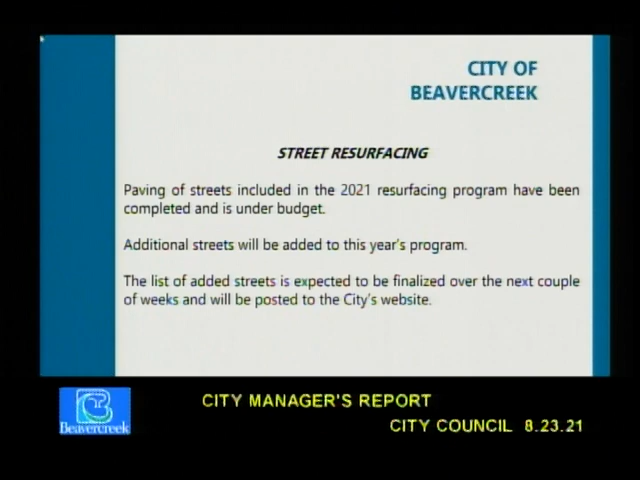 CITY OF
BEAVERCREEK
STREET RESURFACING
Paving of streets included in the 2021 resurfacing program have been
completed and is under budget.
Additional streets will be added to this year's program.
The list of added streets is expected to be finalized over the next couple
of weeks and will be posted to the City's website.
Beavercreek
CITY MANAGER'S REPORT
CITY COUNCIL 8.23.21